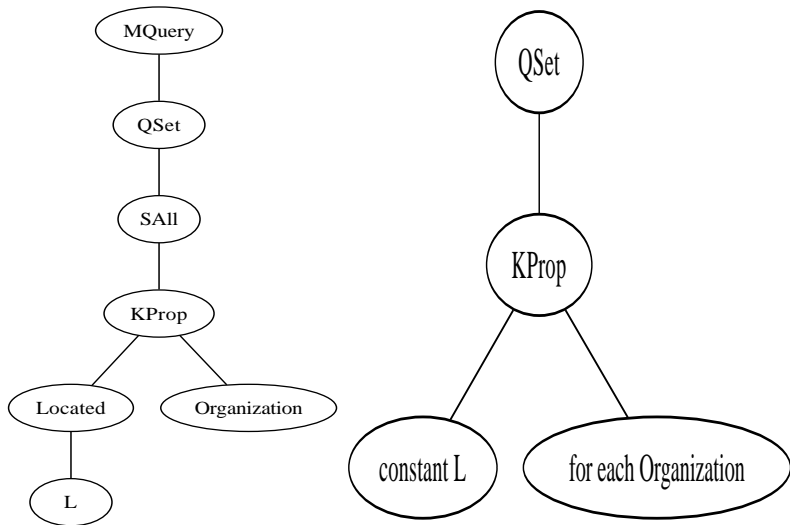 MQuery
QSet
SAll
KProp
Located
Organization
L
QSet
KProp
constant L
for each Organization